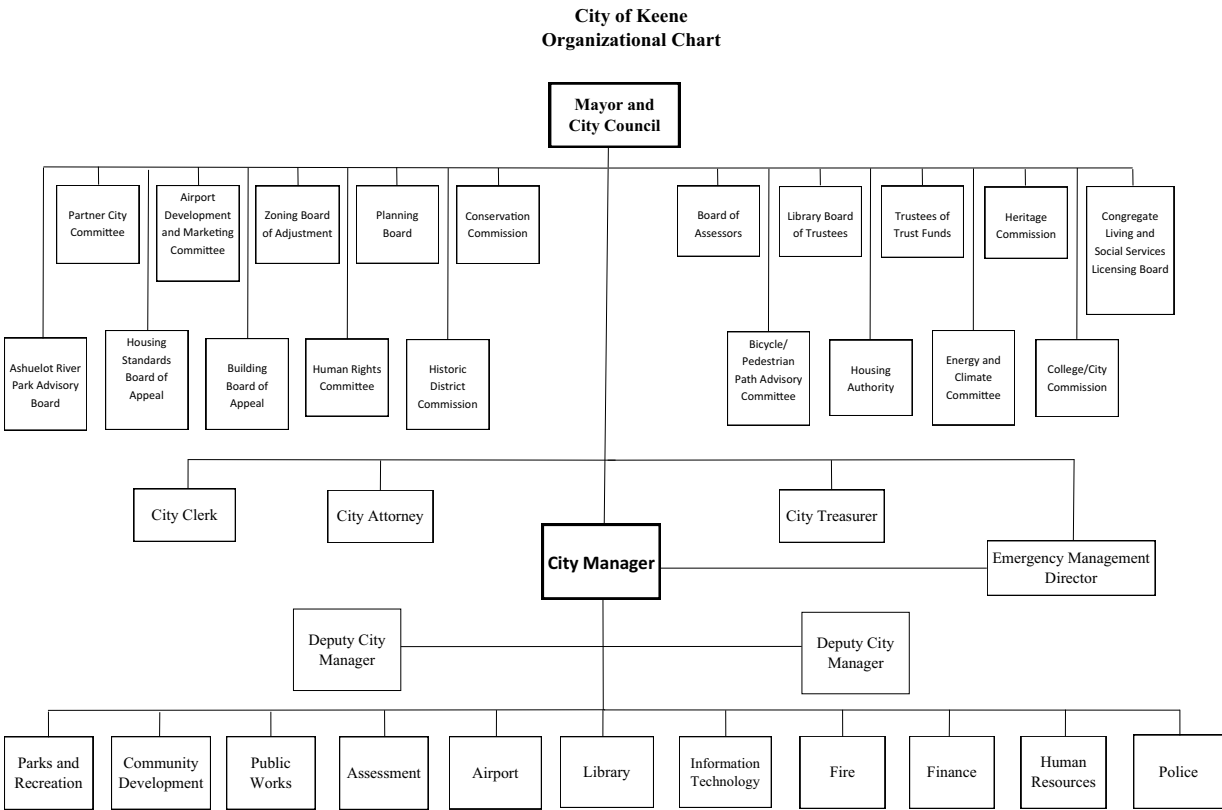 City of Keene
Organizational Chart
Mayor and
City Council
Partner City
Committee
Airport
Development
and Marketing
Committee
Zoning Board
of Adjustment
Planning
Board
Conservation
Commission
Board of
Assessors
Library Board
of Trustees
Trustees of
Trust Funds
Heritage
Commission
Congregate
Living and
Social Services
Licensing Board
Ashuelot River
Park Advisory
Board
Housing
Standards
Board of
Appeal
Building
Board of
Appeal
Human Rights
Committee
Historic
District
Commission
Bicycle/
Pedestrian
Path Advisory
Committee
Housing
Authority
Energy and
Climate
Committee
College/City
Commission
City Clerk
City Attorney
City Treasurer
City Manager
Emergency Management
Director
Deputy City
Manager
Deputy City
Manager
Parks and
Recreation
Community
Development
Public
Works
Assessment
Airport
Library
Information
Technology
Fire
Finance
Human
Resources
Police